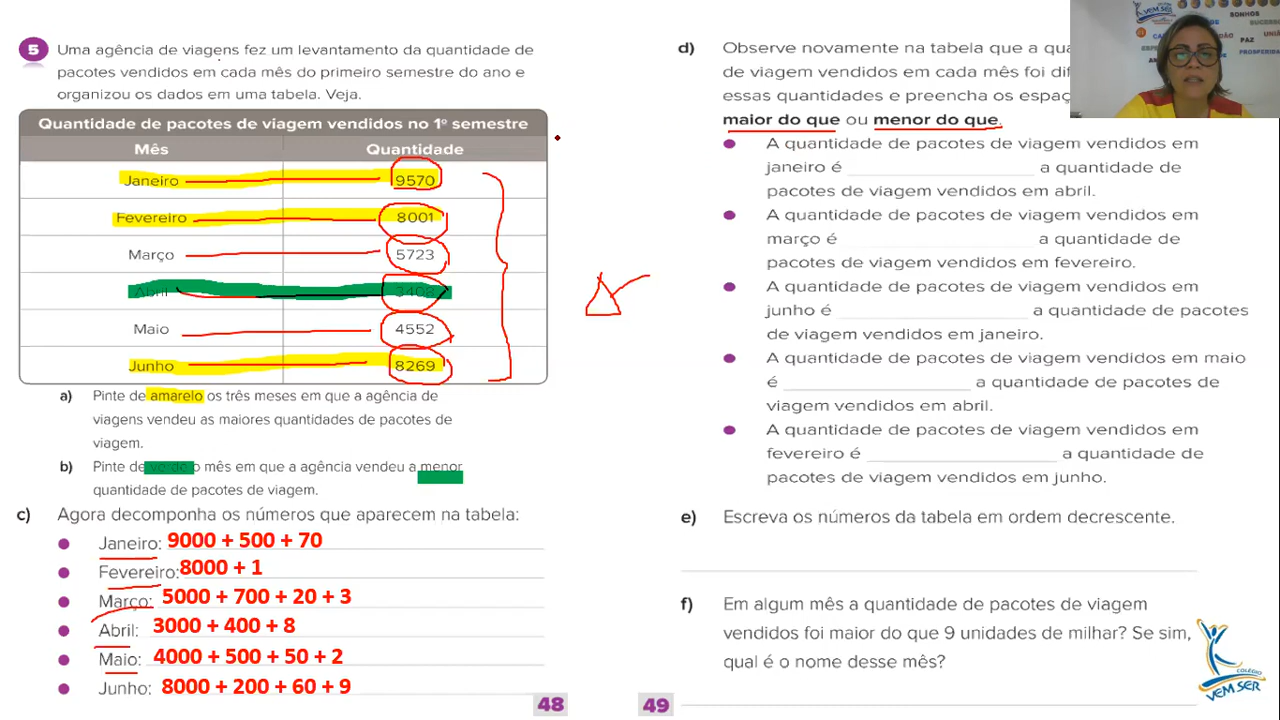 5 Uma agência de viagens fez um levantamento da quantidade de
pacotes vendidos em cada mês do primeiro semestre do ano e
organizou os dados em uma tabela. Veja.
Quantidade de pacotes de viagem vendidos no 1º semestre
Mês Quantidade
Janeiro 9570
Fevereiro 8001
Março 5723
Abril 3408
Maio 4552
Junho 8269
a) Pinte de amarelo os três meses em que a agência de
viagens vendeu as maiores quantidades de pacotes de
viagem.
b) Pinte de verde o mês em que a agência vendeu a menor
quantidade de pacotes de viagem.
c) Agora decomponha os números que aparecem na tabela:
Janeiro: 9000 + 500 + 70
Fevereiro: 8000 + 1
Março: 5000 + 700 + 20 + 3
Abril: 3000 + 400 + 8
Maio: 4000 + 500 + 50 + 2
Junho: 8000 + 200 + 60 + 9
48
d) Observe novamente na tabela que a qua
de viagem vendidos em cada mês foi dif
essas quantidades e preencha os espaç
maior do que ou menor do que.
A quantidade de pacotes de viagem vendidos em
janeiro é a quantidade de
pacotes de viagem vendidos em abril.
A quantidade de pacotes de viagem vendidos em
março é a quantidade de
pacotes de viagem vendidos em fevereiro.
A quantidade de pacotes de viagem vendidos em
junho é a quantidade de pacotes
de viagem vendidos em janeiro.
A quantidade de pacotes de viagem vendidos em maio
é a quantidade de pacotes de
viagem vendidos em abril.
A quantidade de pacotes de viagem vendidos em
fevereiro é a quantidade de
pacotes de viagem vendidos em junho.
e) Escreva os números da tabela em ordem decrescente.
f) Em algum mês a quantidade de pacotes de viagem
vendidos foi maior do que 9 unidades de milhar? Se sim,
qual é o nome desse mês?
49
COLÉGIO
VEM SER
VEM SER
SONHOS
PAZ